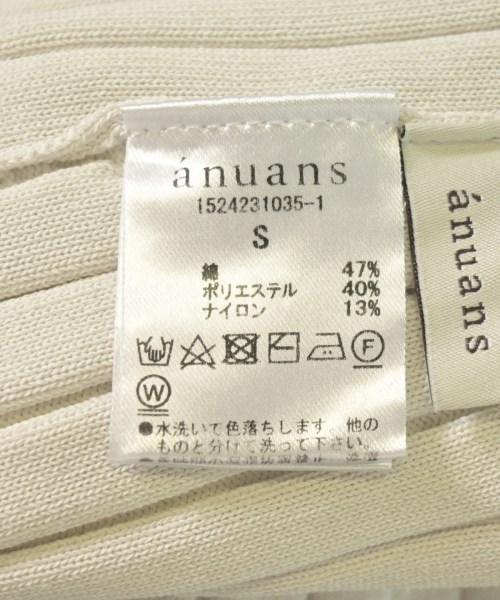 ánuans
1524231035-1
S
綿 47%
ポリエステル 40%
ナイロン 13%
F
W
●水洗いで色落ちします。他の
ものと分けて洗って下さい。
ánuans